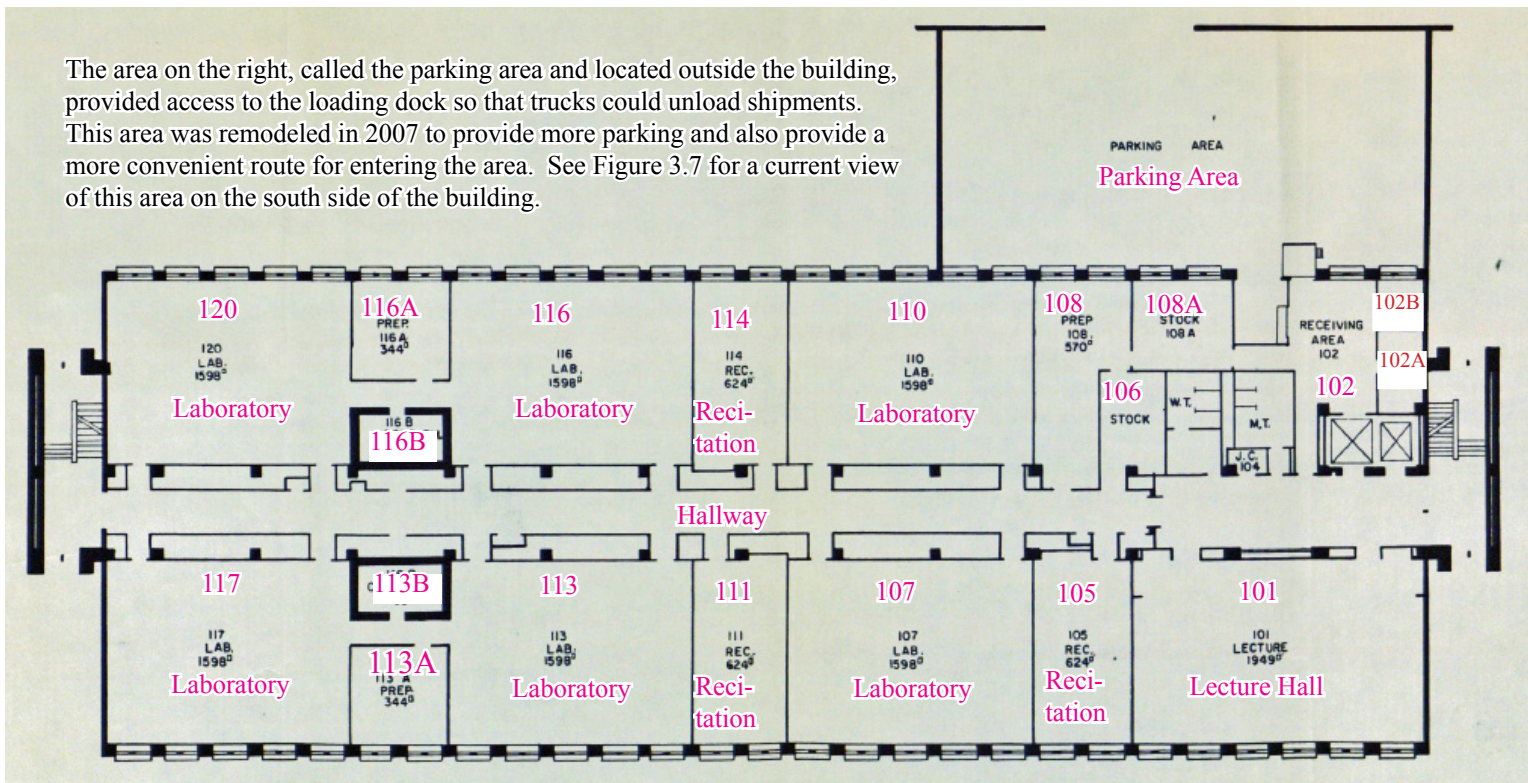 The area on the right, called the parking area and located outside the building,
provided access to the loading dock so that trucks could unload shipments.
This area was remodeled in 2007 to provide more parking and also provide a
more convenient route for entering the area. See Figure 3.7 for a current view
of this area on the south side of the building.
PARKING AREA
Parking Area
120
120
LAB.
1598
Laboratory
116A
PREP.
116 A
344
116 B
116B
116
116
LAB.
1598
Laboratory
114
114
REC.
624
Reci-
tation
110
110
LAB.
1598
Laboratory
108
PREP
108.
570
108A
STOCK
108 A
106
STOCK
W.T.
M.T.
J.C.
104
RECEIVING
AREA
102
102
102B
102A
Hallway
117
117
LAB.
1598
Laboratory
113B
113A
113 A
PREP.
344
113
113
LAB.
1598
Laboratory
111
111
REC.
624
Reci-
tation
107
107
LAB.
1598
Laboratory
105
105
REC.
624
Reci-
tation
101
101
LECTURE
1949
Lecture Hall